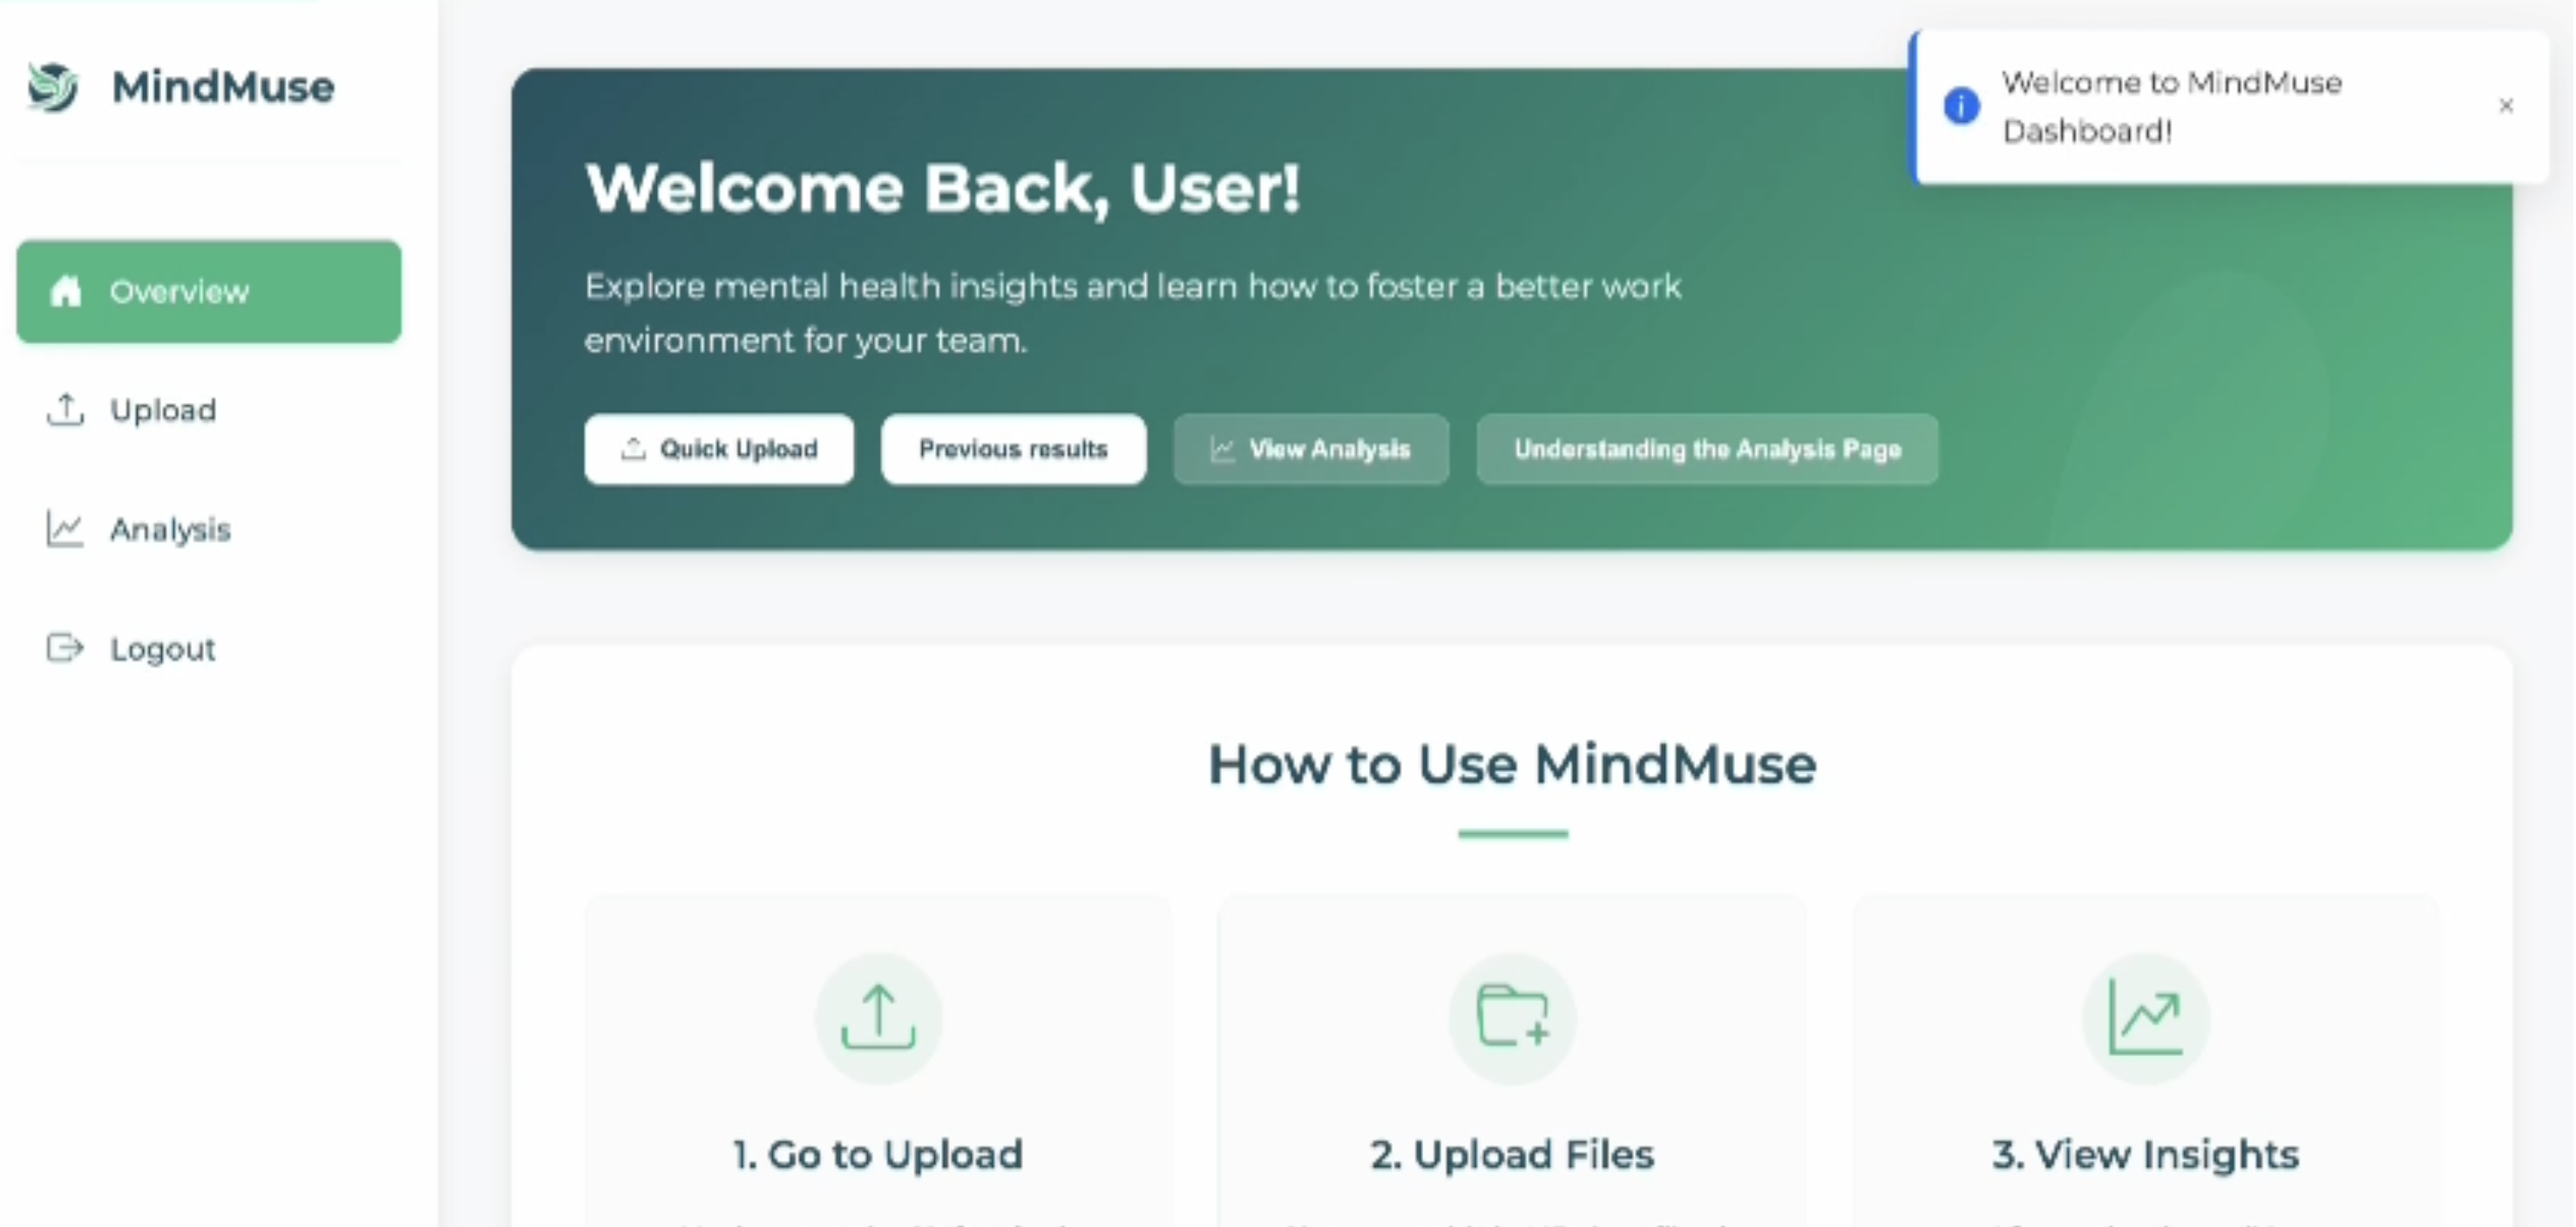 MindMuse
Overview
Upload
Analysis
Logout
Welcome to MindMuse
Dashboard!
×
Welcome Back, User!
Explore mental health insights and learn how to foster a better work
environment for your team.
Quick Upload
Previous results
View Analysis
Understanding the Analysis Page
How to Use MindMuse
1. Go to Upload
2. Upload Files
3. View Insights